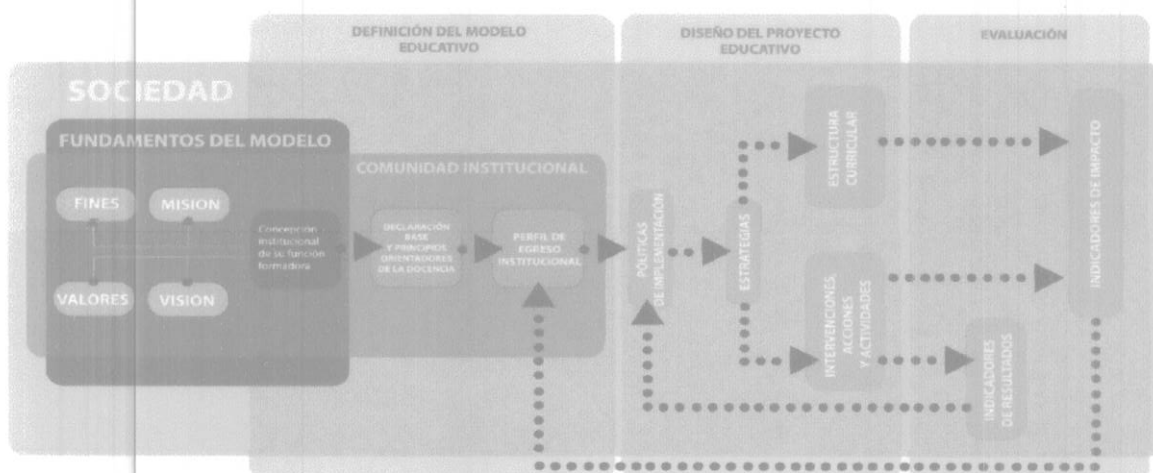 DEFINICIÓN DEL MODELO
EDUCATIVO
DISEÑO DEL PROYECTO
EDUCATIVO
EVALUACIÓN
SOCIEDAD
FUNDAMENTOS DEL MODELO
COMUNIDAD INSTITUCIONAL
FINES
MISION
VALORES
VISION
Concepción
institucional
de su función
formadora
DECLARACIÓN
BASE
Y PRINCIPIOS
ORIENTADORES
DE LA DOCENCIA
PERFIL DE
EGRESO
INSTITUCIONAL
POLÍTICAS
DE IMPLEMENTACIÓN
ESTRATEGIAS
ESTRUCTURA
CURRICULAR
INTERVENCIONES,
ACCIONES
Y ACTIVIDADES
INDICADORES
DE RESULTADOS
INDICADORES DE IMPACTO